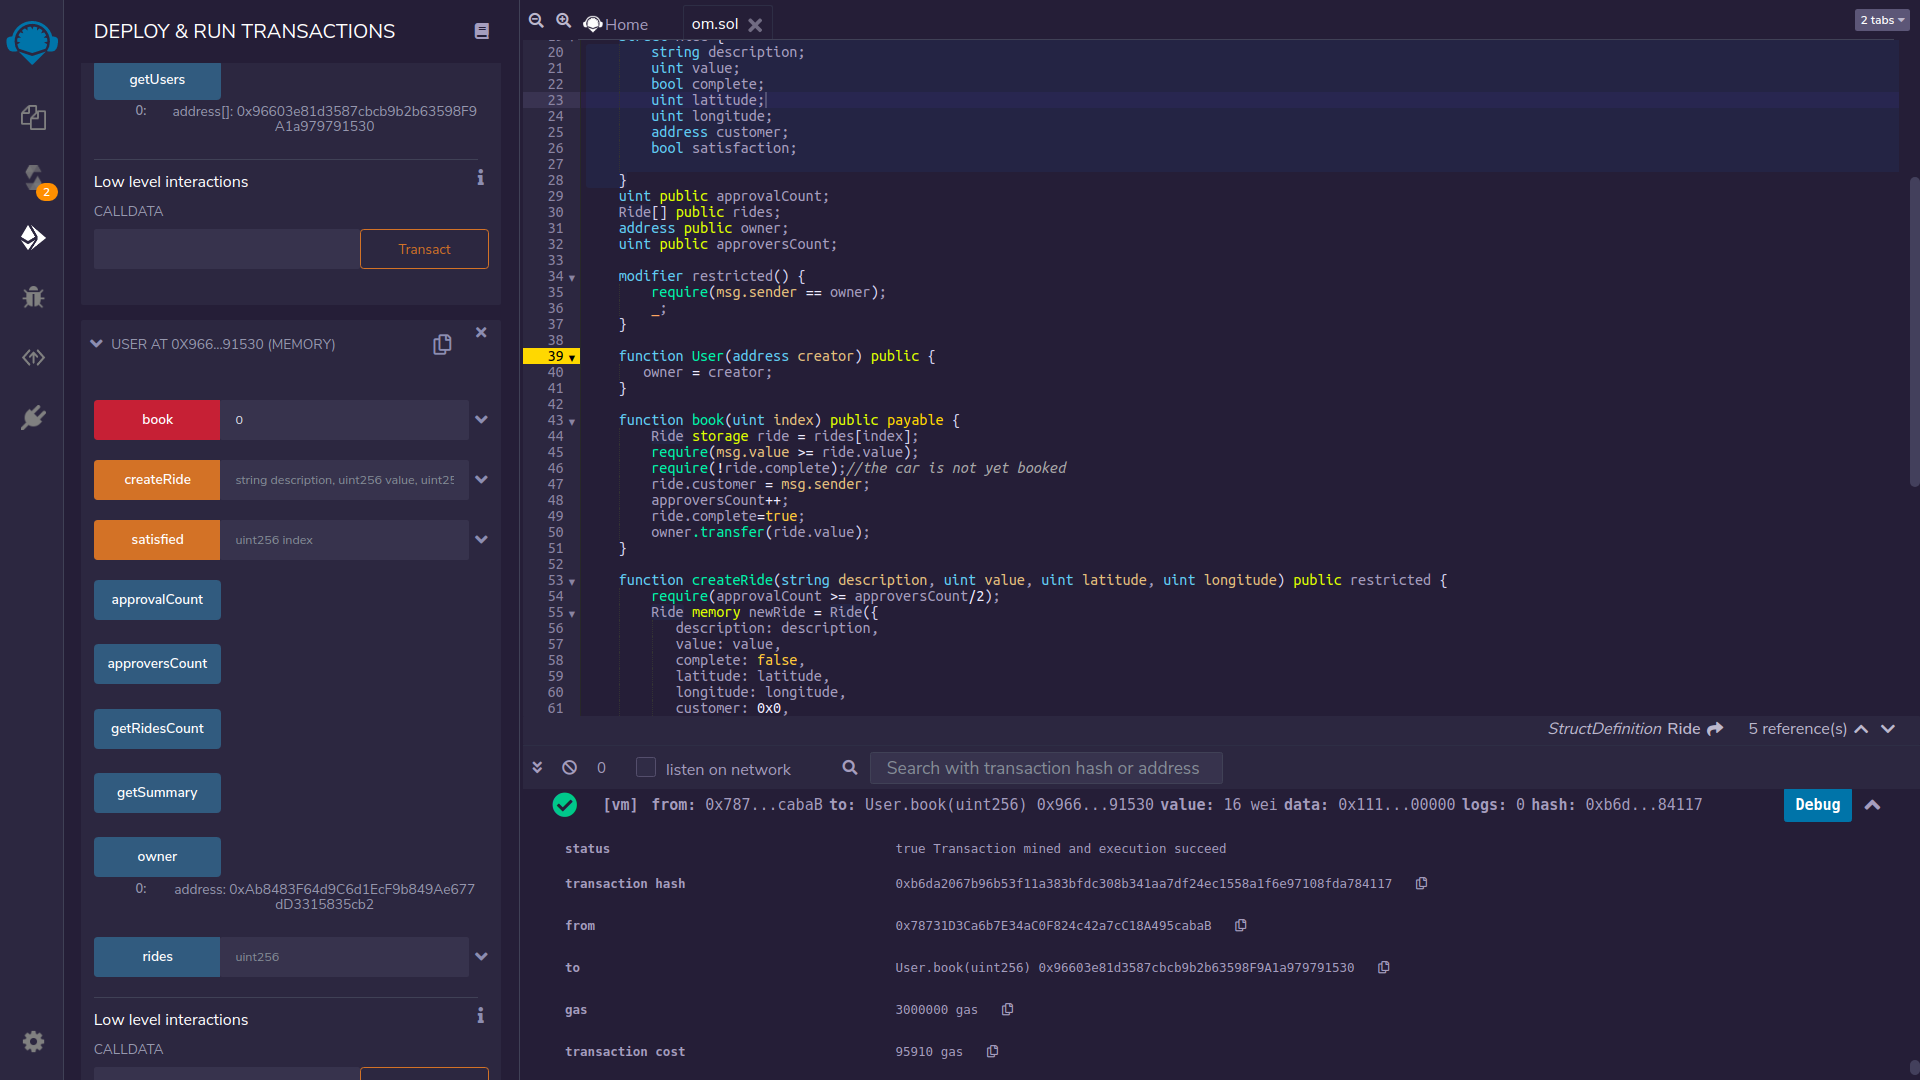 DEPLOY & RUN TRANSACTIONS
getUsers
0: address[]: 0x96603e81d3587cbcb9b2b63598F9
A1a979791530
Low level interactions
CALLDATA
Transact
USER AT 0X966...91530 (MEMORY)
book 0
createRide string description, uint256 value, uint25
satisfied uint256 index
approvalCount
approversCount
getRidesCount
getSummary
owner
0: address: 0xAb8483F64d9C6d1EcF9b849Ae677
dD3315835cb2
rides uint256
Low level interactions
CALLDATA
2
Home
om.sol
2 tabs
20 string description;
21 uint value;
22 bool complete;
23 uint latitude;
24 uint longitude;
25 address customer;
26 bool satisfaction;
27
28 }
29 uint public approvalCount;
30 Ride[] public rides;
31 address public owner;
32 uint public approversCount;
33
34 modifier restricted() {
35 require(msg.sender == owner);
36 _;
37 }
38
39 function User(address creator) public {
40 owner = creator;
41 }
42
43 function book(uint index) public payable {
44 Ride storage ride = rides[index];
45 require(msg.value >= ride.value);
46 require(!ride.complete);//the car is not yet booked
47 ride.customer = msg.sender;
48 approversCount++;
49 ride.complete=true;
50 owner.transfer(ride.value);
51 }
52
53 function createRide(string description, uint value, uint latitude, uint longitude) public restricted {
54 require(approvalCount >= approversCount/2);
55 Ride memory newRide = Ride({
56 description: description,
57 value: value,
58 complete: false,
59 latitude: latitude,
60 longitude: longitude,
61 customer: 0x0,
StructDefinition Ride 5 reference(s)
0 listen on network Search with transaction hash or address
[vm] from: 0x787...cabaB to: User.book(uint256) 0x966...91530 value: 16 wei data: 0x111...00000 logs: 0 hash: 0xb6d...84117 Debug
status true Transaction mined and execution succeed
transaction hash 0xb6da2067b96b53f11a383bfdc308b341aa7df24ec1558a1f6e97108fda784117
from 0x78731D3Ca6b7E34aC0F824c42a7cC18A495cabaB
to User.book(uint256) 0x96603e81d3587cbcb9b2b63598F9A1a979791530
gas 3000000 gas
transaction cost 95910 gas